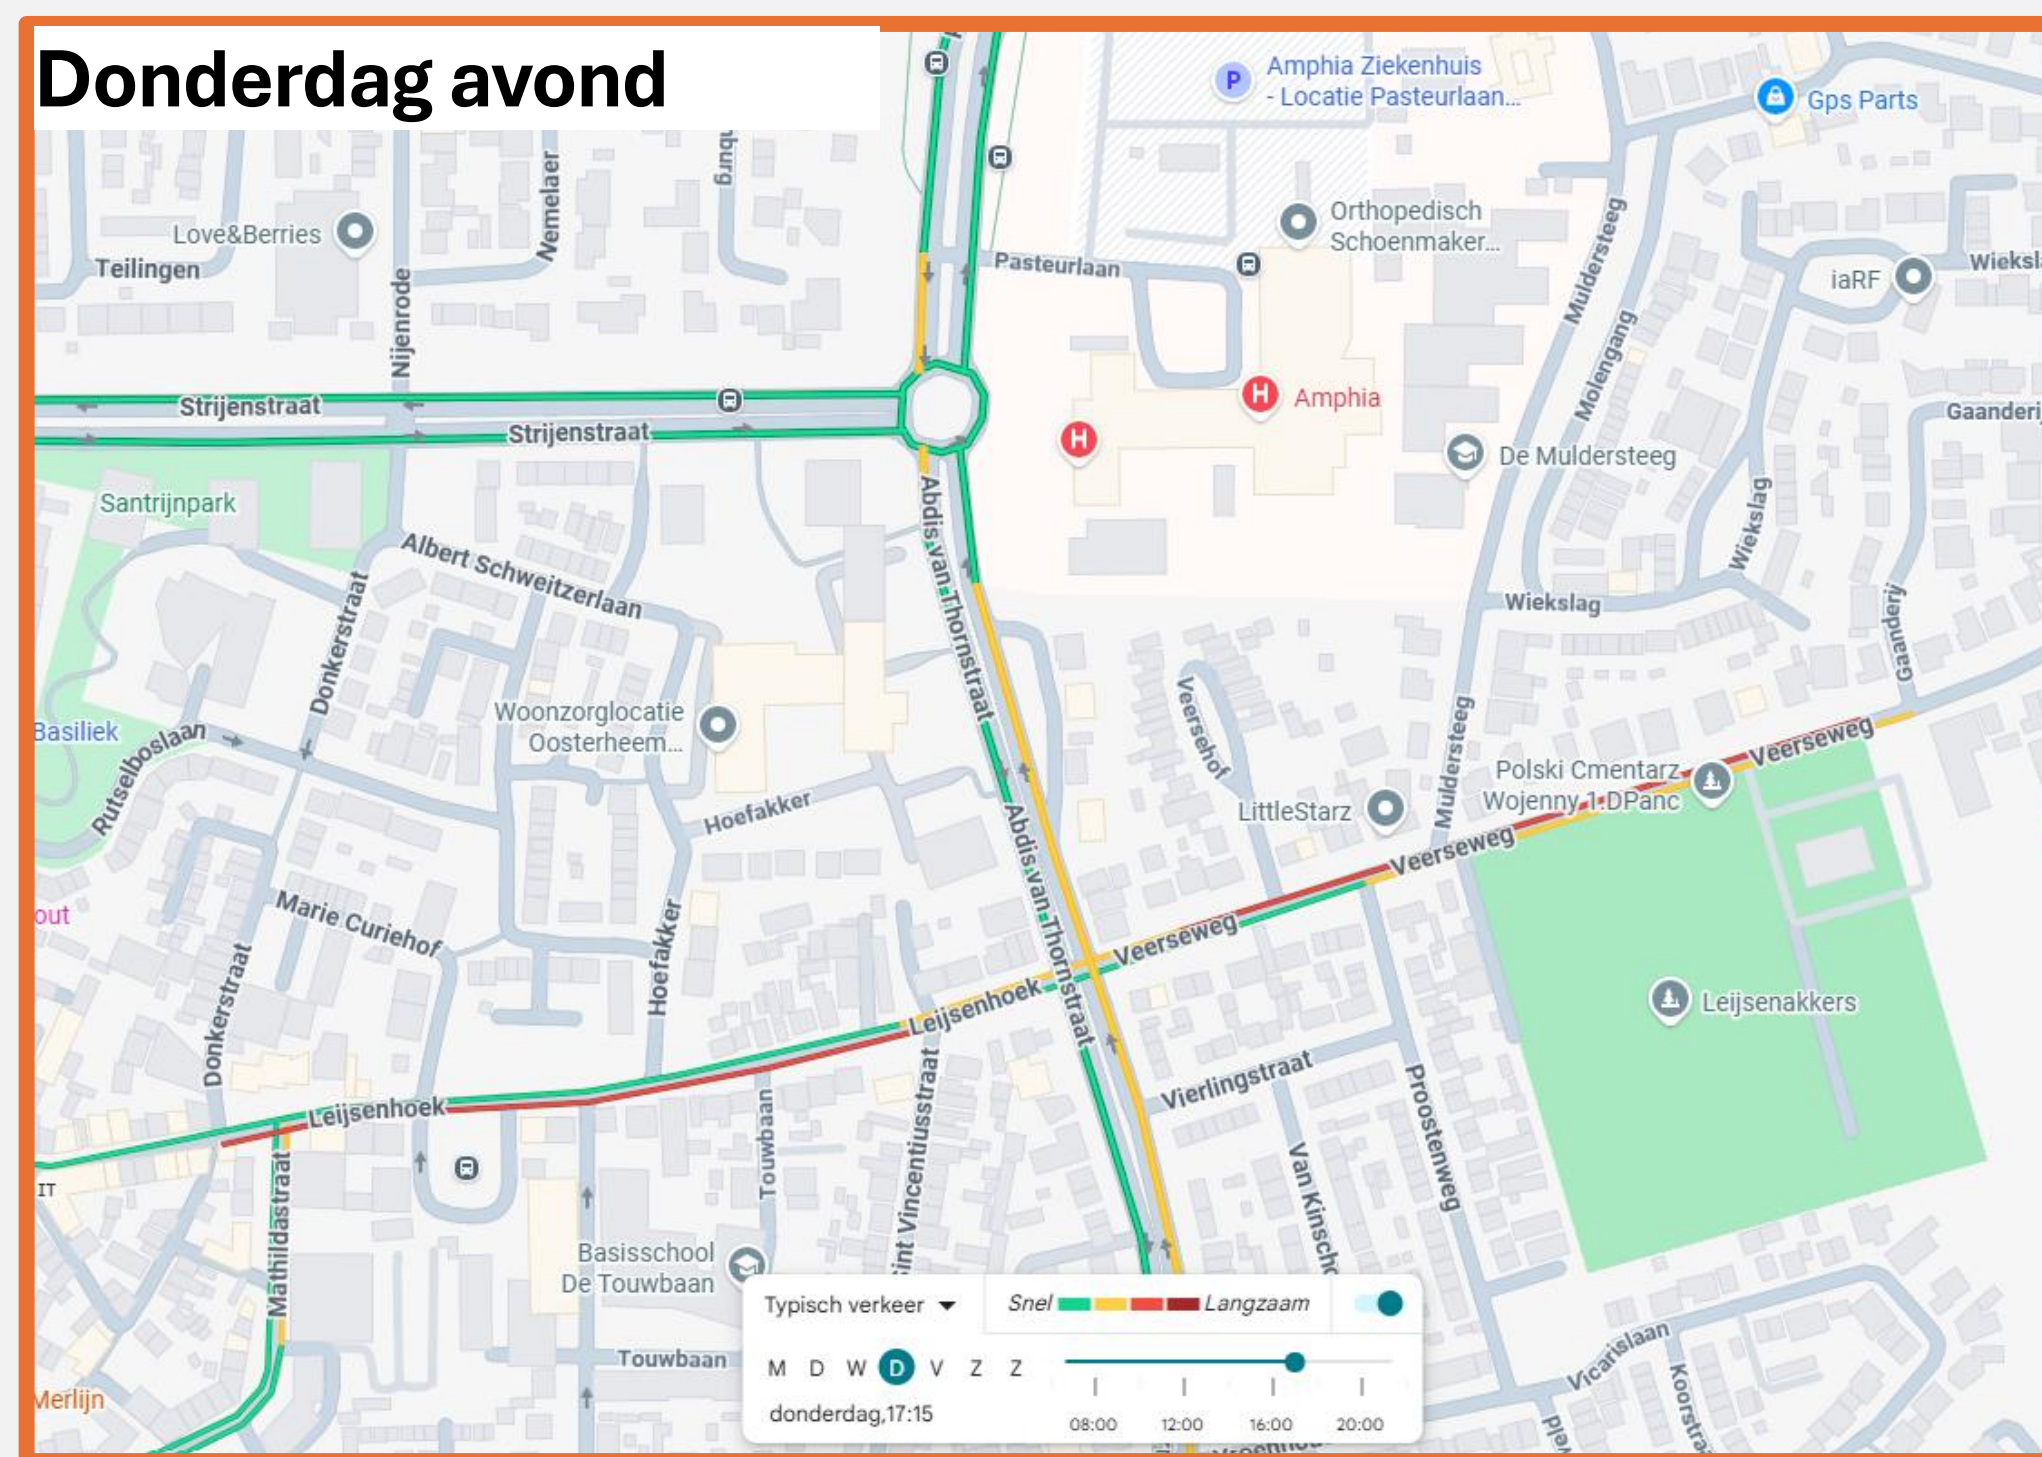 Donderdag avond
Amphia Ziekenhuis
- Locatie Pasteurlaan...
Gps Parts
Nemelaer
Love&Berries
Teilingen
Nijenrode
Orthopedisch
Schoenmaker...
Pasteurlaan
Muldersteeg
iaRF
Molengang
Amphia
Strijenstraat
Strijenstraat
De Muldersteeg
Santrijnpark
Wiekslag
Albert Schweitzerlaan
Abdis van Thornstraat
Donkerstraat
Wiekslag
Gaanderij
Veersehof
Woonzorglocatie
Oosterheem...
Basiliek
Rutselboslaan
Muldersteeg
Veerseweg
Polski Cmentarz
Wojenny 1.DPanc
Hoefakker
LittleStarz
Veerseweg
Abdis van Thornstraat
Marie Curiehof
out
Veerseweg
Hoefakker
Leijsenhoek
Leijsenakkers
Donkerstraat
Leijsenhoek
Vierlingstraat
Proostenweg
Touwbaan
IT
Mathildastraat
Basisschool
De Touwbaan
Touwbaan
Vicarislaan
Merlijn
Typisch verkeer
Snel Langzaam
M D W D V Z Z
donderdag,17:15
08:00 12:00 16:00 20:00